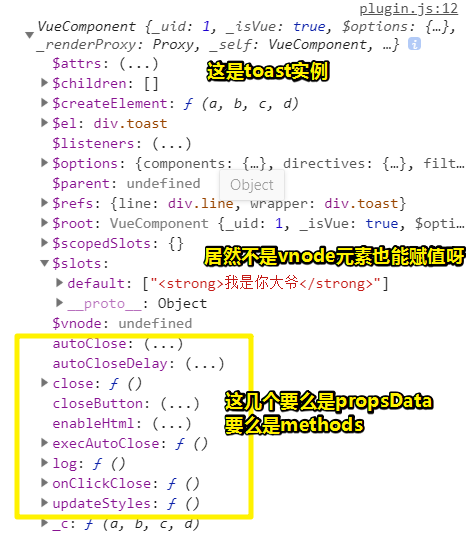 plugin.js:12
VueComponent {_uid: 1, _isVue: true, $options: {…},
_renderProxy: Proxy, _self: VueComponent, …} i
$attrs: (...)
这是toast实例
$children: []
$createElement: ƒ (a, b, c, d)
$el: div.toast
$listeners: (...)
$options: {components: {…}, directives: {…}, filt…
$parent: undefined
Object
$refs: {line: div.line, wrapper: div.toast}
$root: VueComponent {_uid: 1, _isVue: true, $opti…
$scopedSlots: {}
居然不是vnode元素也能赋值呀
$slots:
default: ["<strong>我是你大爷</strong>"]
__proto__: Object
$vnode: undefined
autoClose: (...)
autoCloseDelay: (...)
close: ƒ ()
这几个要么是propsData
closeButton: (...)
要么是methods
enableHtml: (...)
execAutoClose: ƒ ()
log: ƒ ()
onClickClose: ƒ ()
updateStyles: ƒ ()
_c: ƒ (a, b, c, d)